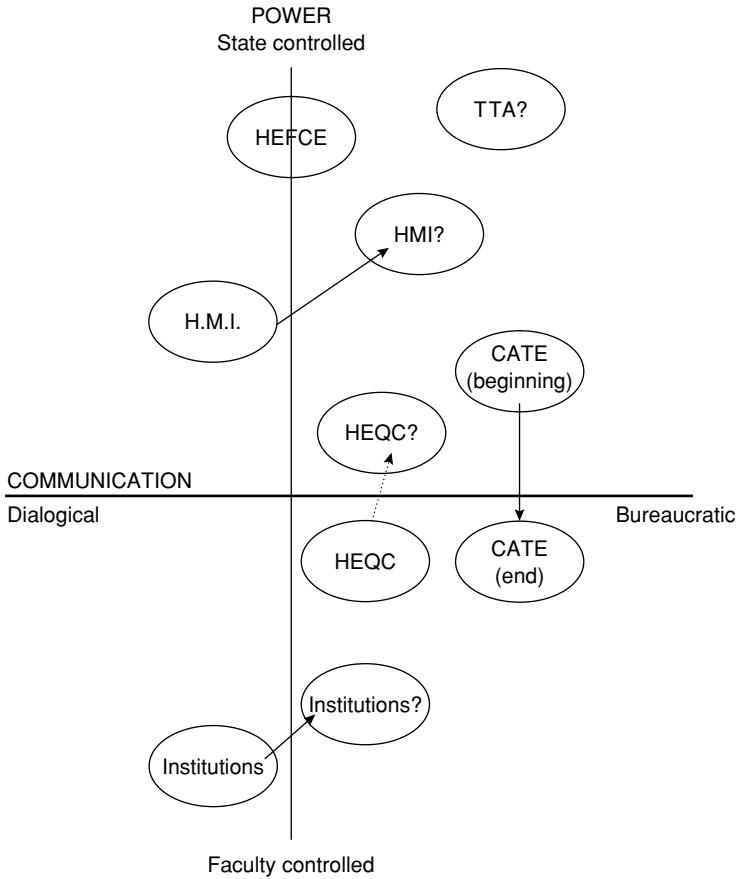 POWER
State controlled
TTA?
HEFCE
HMI?
H.M.I.
CATE
(beginning)
HEQC?
COMMUNICATION
Dialogical
Bureaucratic
CATE
(end)
HEQC
Institutions?
Institutions
Faculty controlled